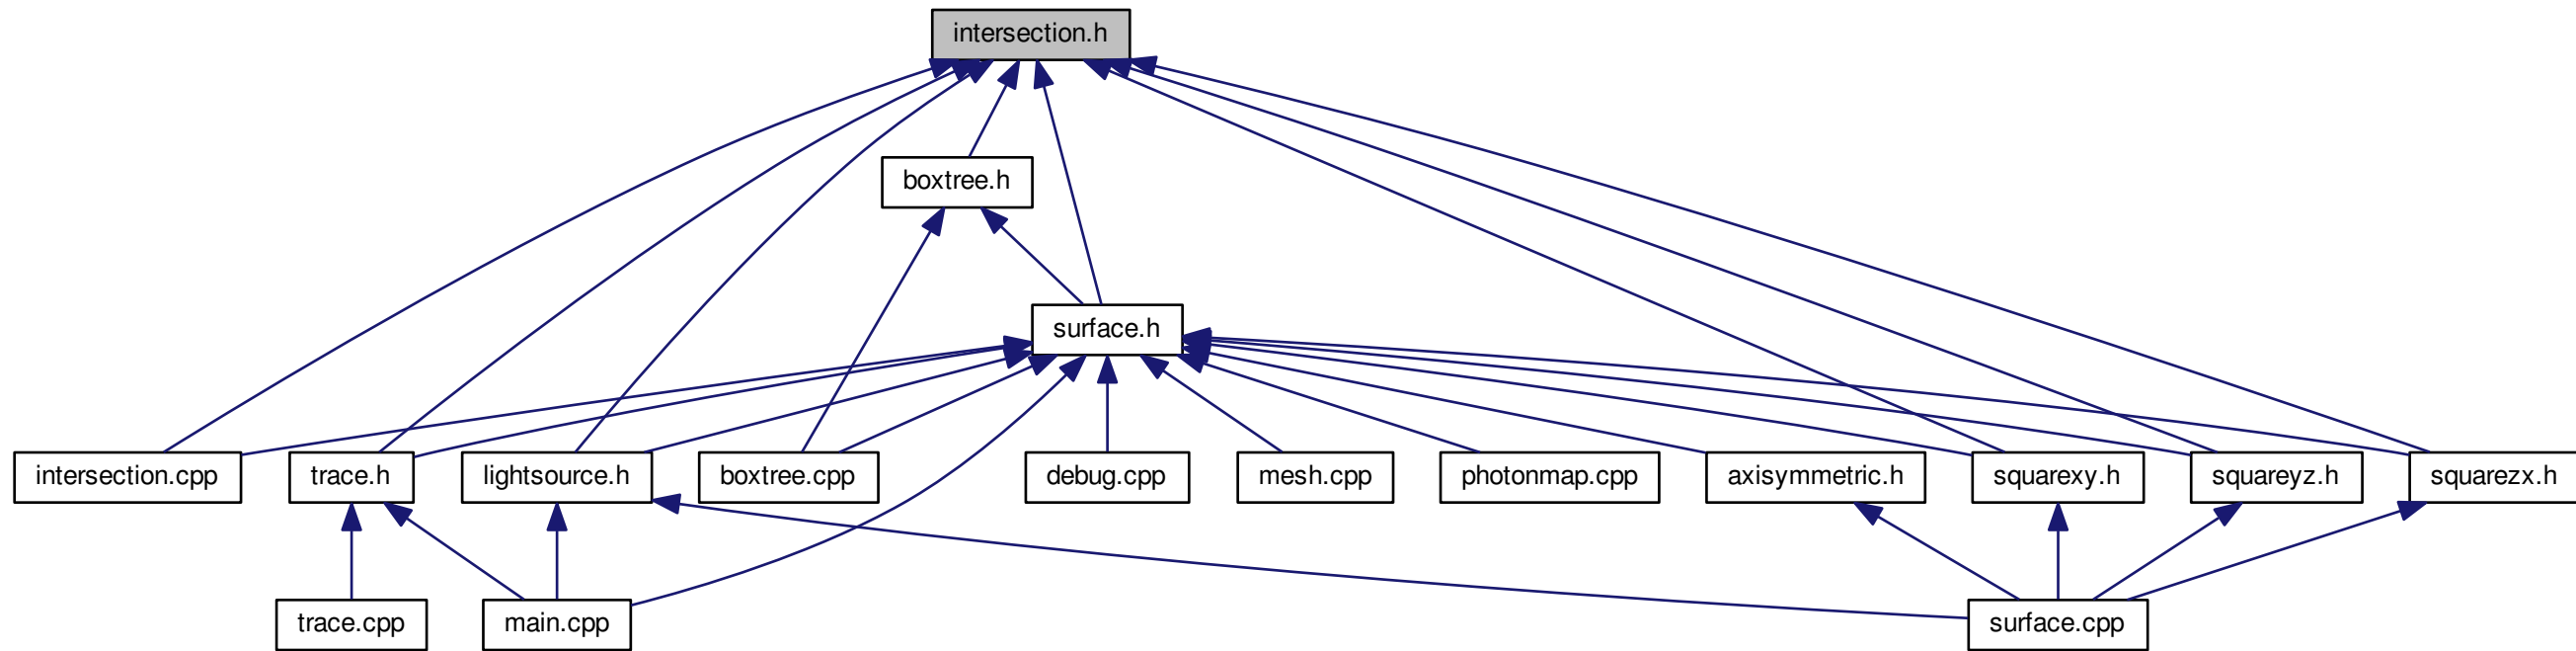 intersection.h
boxtree.h
surface.h
intersection.cpp
trace.h
lightsource.h
boxtree.cpp
debug.cpp
mesh.cpp
photonmap.cpp
axisymmetric.h
squarexy.h
squareyz.h
squarezx.h
trace.cpp
main.cpp
surface.cpp